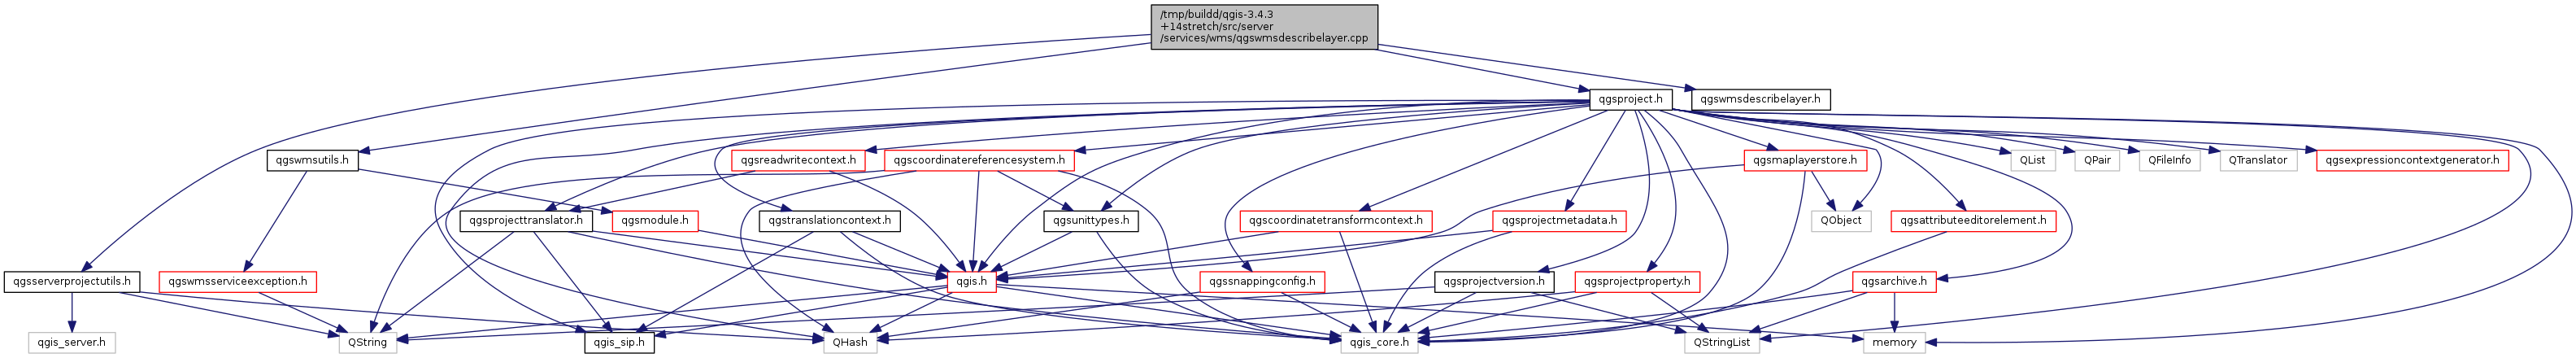 /tmp/buildd/qgis-3.4.3
+14stretch/src/server
/services/wms/qgswmsdescribelayer.cpp
qgsproject.h
qgswmsdescribelayer.h
qgswmsutils.h
qgsreadwritecontext.h
qgscoordinatereferencesystem.h
qgsmaplayerstore.h
QList
QPair
QFileInfo
QTranslator
qgsexpressioncontextgenerator.h
qgsprojecttranslator.h
qgsmodule.h
qgstranslationcontext.h
qgsunittypes.h
qgscoordinatetransformcontext.h
qgsprojectmetadata.h
QObject
qgsattributeeditorelement.h
qgsserverprojectutils.h
qgswmsserviceexception.h
qgis.h
qgssnappingconfig.h
qgsprojectversion.h
qgsprojectproperty.h
qgsarchive.h
qgis_server.h
QString
qgis_sip.h
QHash
qgis_core.h
QStringList
memory